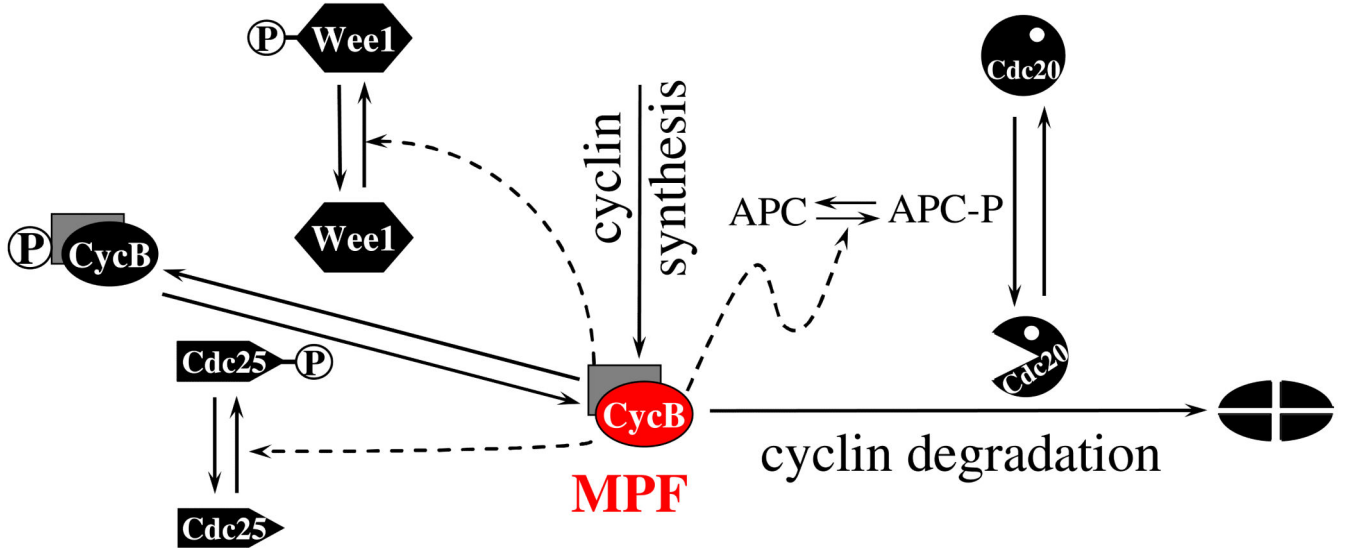 P
Wee1
Cdc20
cyclin
synthesis
Wee1
APC
APC-P
P
CycB
Cdc25
P
Cdc20
CycB
cyclin degradation
MPF
Cdc25